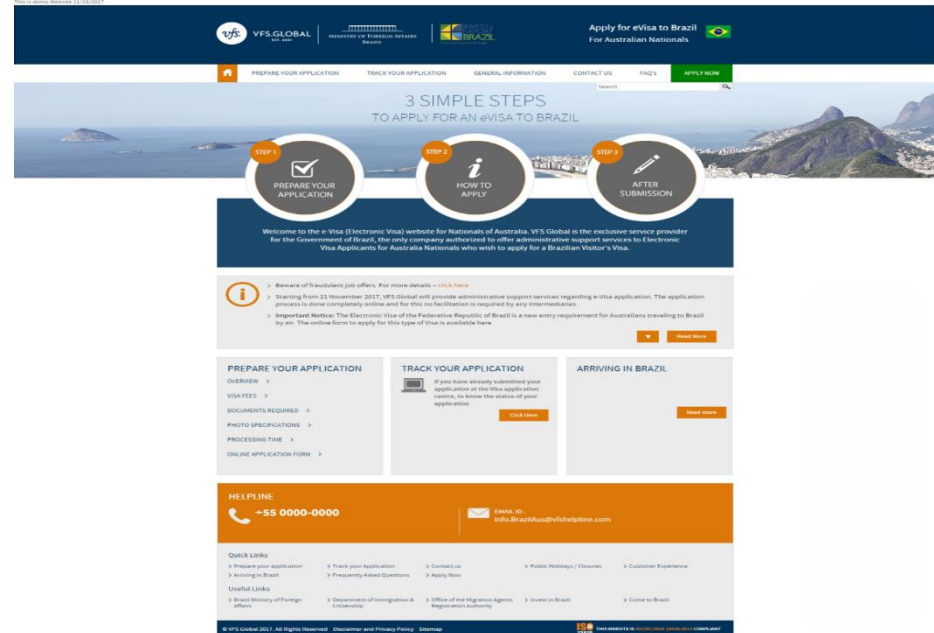 This is demo Website 13/10/2017
vfs. VFS.GLOBAL
EST. 2001
MINISTRY OF FOREIGN AFFAIRS
BRAZIL
BRAZIL
Apply for eVisa to Brazil
For Australian Nationals
PREPARE YOUR APPLICATION TRACK YOUR APPLICATION GENERAL INFORMATION CONTACT US FAQ's APPLY NOW
Search
3 SIMPLE STEPS
TO APPLY FOR AN eVISA TO BRAZIL
STEP 1
PREPARE YOUR
APPLICATION
STEP 2
HOW TO
APPLY
STEP 3
AFTER
SUBMISSION
Welcome to the e-Visa (Electronic Visa) website for Nationals of Australia. VFS Global is the exclusive service provider
for the Government of Brazil, the only company authorized to offer administrative support services to Electronic
Visa Applicants for Australia Nationals who wish to apply for a Brazilian Visitor's Visa.
> Beware of fraudulent job offers. For more details – click here
> Starting from 21 November 2017, VFS Global will provide administrative support services regarding e-Visa application. The application
process is done completely online and for this no facilitation is required by any intermediaries.
> Important Notice: The Electronic Visa of the Federative Republic of Brazil is a new entry requirement for Australians traveling to Brazil
by air. The online form to apply for this type of Visa is available here
Read More
PREPARE YOUR APPLICATION
OVERVIEW >
VISA FEES >
DOCUMENTS REQUIRED >
PHOTO SPECIFICATIONS >
PROCESSING TIME >
ONLINE APPLICATION FORM >
TRACK YOUR APPLICATION
If you have already submitted your
application at the Visa application
centre, to know the status of your
application
Click Here
ARRIVING IN BRAZIL
Read more
HELPLINE
+55 0000-0000
EMAIL ID :
info.BrazilAus@vfshelpline.com
Quick Links
> Prepare your application > Track your Application > Contact us > Public Holidays / Closures > Customer Experience
> Arriving in Brazil > Frequently Asked Questions > Apply Now
Useful Links
> Brazil Ministry of Foreign
Affairs
> Department of Immigration &
Citizenship
> Office of the Migration Agents
Registration Authority
> Invest in Brazil
> Come to Brazil
© VFS Global 2017. All Rights Reserved Disclaimer and Privacy Policy Sitemap
ISO THIS WEBSITE IS COMPLIANT